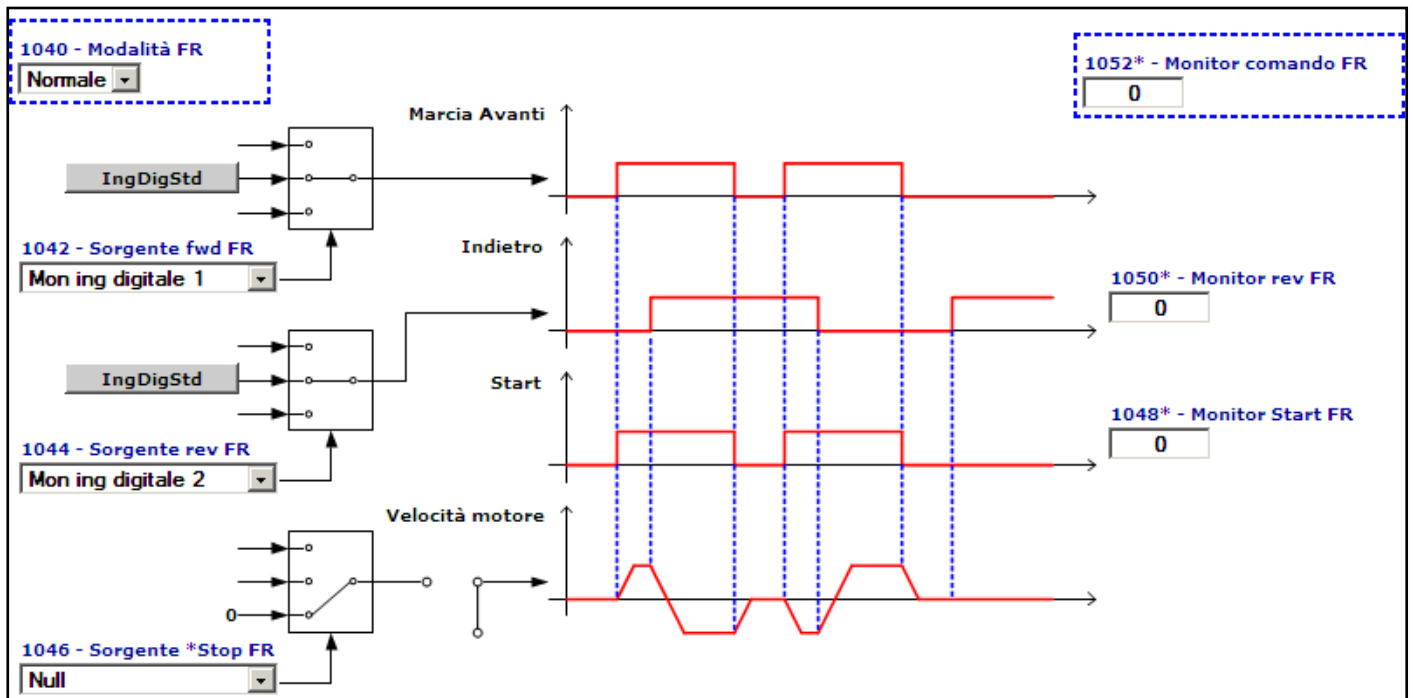 1040 - Modalità FR
Normale
1052* - Monitor comando FR
0
Marcia Avanti
IngDigStd
1042 - Sorgente fwd FR
Mon ing digitale 1
Indietro
1050* - Monitor rev FR
0
IngDigStd
Start
1048* - Monitor Start FR
0
1044 - Sorgente rev FR
Mon ing digitale 2
Velocità motore
0
1046 - Sorgente *Stop FR
Null